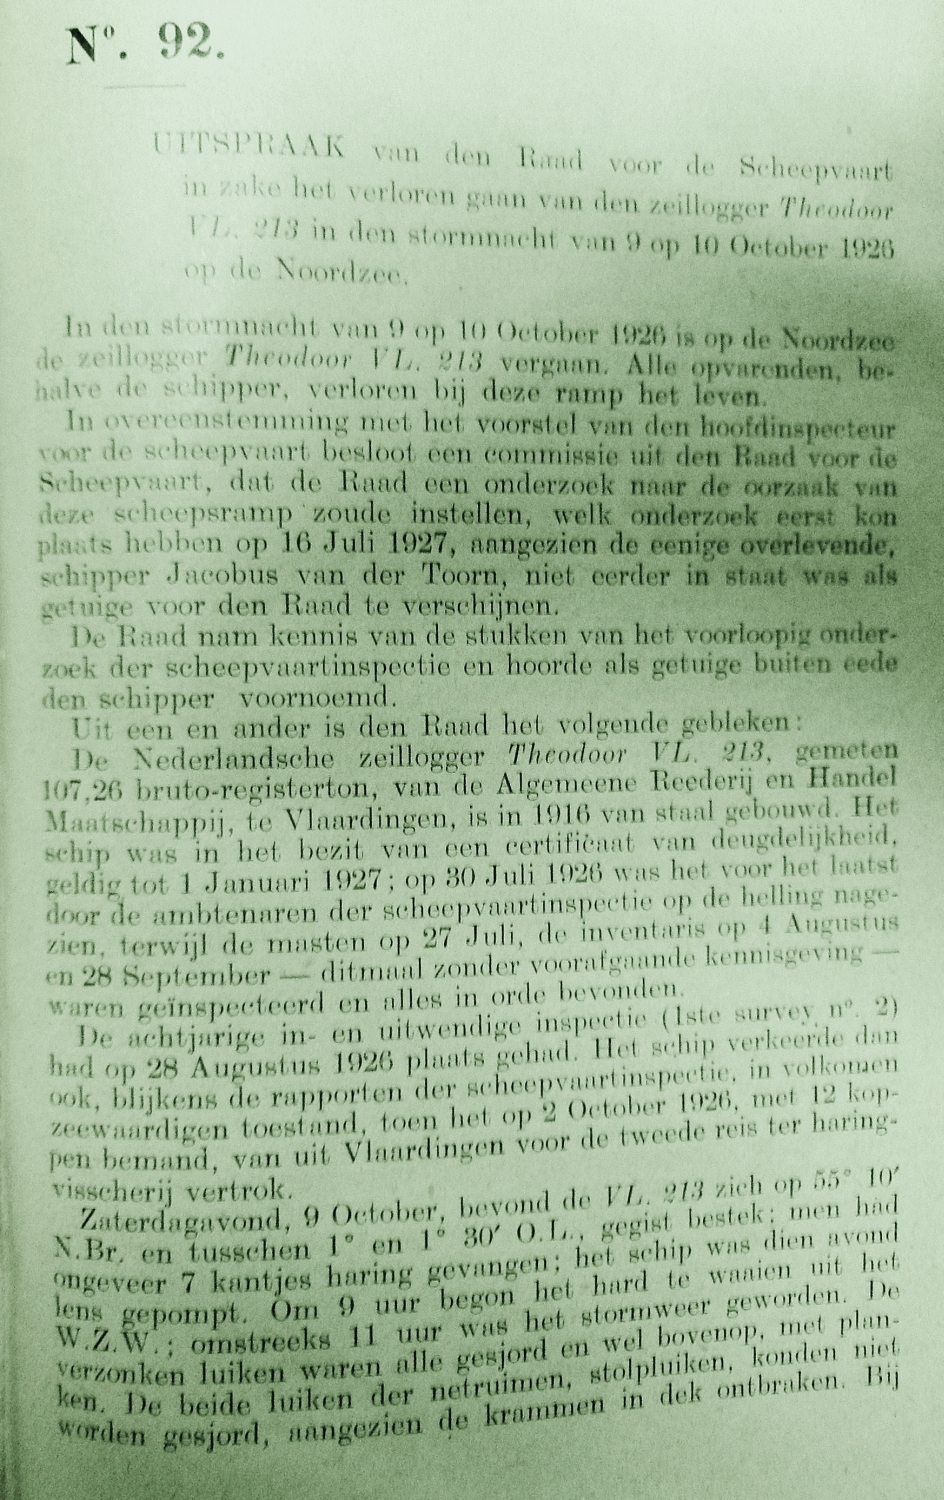 Nº. 92.
UITSPRAAK van den Raad voor de Scheepvaart
in zake het verloren gaan van den zeillogger Theodoor
VL. 213 in den stormnacht van 9 op 10 October 1926
op de Noordzee.
In den stormnacht van 9 op 10 October 1926 is op de Noordzee
de zeillogger Theodoor VL. 213 vergaan. Alle opvarenden, be-
halve de schipper, verloren bij deze ramp het leven.
In overeenstemming met het voorstel van den hoofdinspecteur
voor de scheepvaart besloot een commissie uit den Raad voor de
Scheepvaart, dat de Raad een onderzoek naar de oorzaak van
deze scheepsramp zoude instellen, welk onderzoek eerst kon
plaats hebben op 16 Juli 1927, aangezien de eenige overlevende,
schipper Jacobus van der Toorn, niet eerder in staat was als
getuige voor den Raad te verschijnen.
De Raad nam kennis van de stukken van het voorloopig onder-
zoek der scheepvaartinspectie en hoorde als getuige buiten eede
den schipper voornoemd.
Uit een en ander is den Raad het volgende gebleken:
De Nederlandsche zeillogger Theodoor VL. 213, gemeten
107,26 bruto-registerton, van de Algemeene Reederij en Handel
Maatschappij, te Vlaardingen, is in 1916 van staal gebouwd. Het
schip was in het bezit van een certificaat van deugdelijkheid,
geldig tot 1 Januari 1927; op 30 Juli 1926 was het voor het laatst
door de ambtenaren der scheepvaartinspectie op de helling nage-
zien, terwijl de masten op 27 Juli, de inventaris op 4 Augustus
en 28 September — ditmaal zonder voorafgaande kennisgeving —
waren geïnspecteerd en alles in orde bevonden.
De achtjarige in- en uitwendige inspectie (1ste survey nº. 2)
had op 28 Augustus 1926 plaats gehad. Het schip verkeerde dan
ook, blijkens de rapporten der scheepvaartinspectie, in volkomen
zeewaardigen toestand, toen het op 2 October 1926, met 12 kop-
pen bemand, van uit Vlaardingen voor de tweede reis ter haring-
visscherij vertrok.
Zaterdagavond, 9 October, bevond de VL. 213 zich op 55° 10′
N.Br. en tusschen 1° en 1° 30′ O.L., gegist bestek; men had
ongeveer 7 kantjes haring gevangen; het schip was dien avond
lens gepompt. Om 9 uur begon het hard te waaien uit het
W.Z.W.; omstreeks 11 uur was het stormweer geworden. De
verzonken luiken waren alle gesjord en wel bovenop, met plan-
ken. De beide luiken der netruimen, stolpluiken, konden niet
worden gesjord, aangezien de krammen in dek ontbraken. Bij